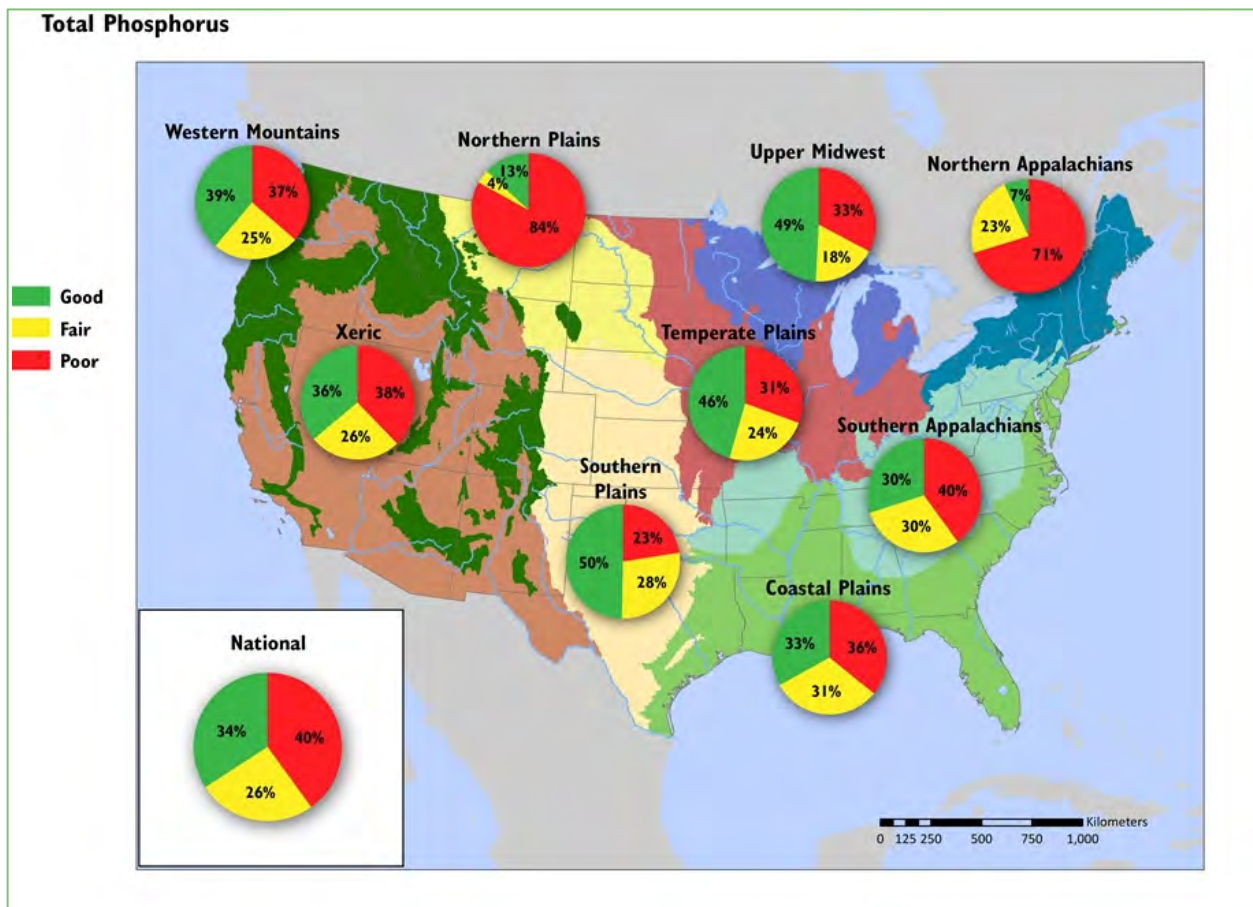 Total Phosphorus
Western Mountains
39%
37%
25%
Northern Plains
13%
4%
84%
Upper Midwest
49%
33%
18%
Northern Appalachians
7%
23%
71%
Good
Fair
Poor
Xeric
36%
38%
26%
Temperate Plains
46%
31%
24%
Southern Appalachians
30%
40%
30%
Southern
Plains
50%
23%
28%
Coastal Plains
33%
36%
31%
National
34%
40%
26%
Kilometers
0 125 250 500 750 1,000